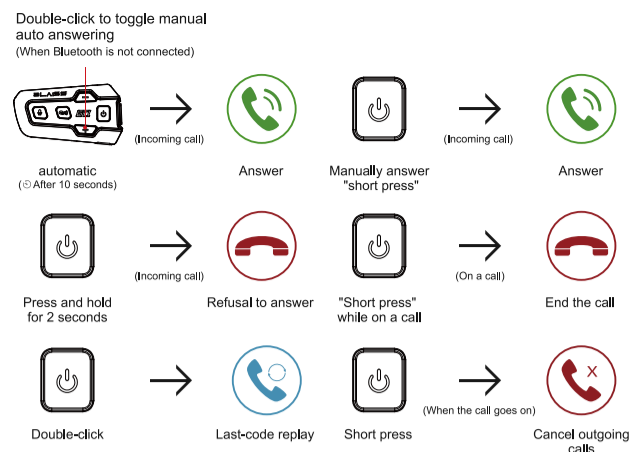 Double-click to toggle manual
auto answering
(When Bluetooth is not connected)
(Incoming call)
(Incoming call)
automatic
(After 10 seconds)
Answer
Manually answer
"short press"
Answer
(Incoming call)
(On a call)
Press and hold
for 2 seconds
Refusal to answer
"Short press"
while on a call
End the call
(When the call goes on)
X
Double-click
Last-code replay
Short press
Cancel outgoing
calls